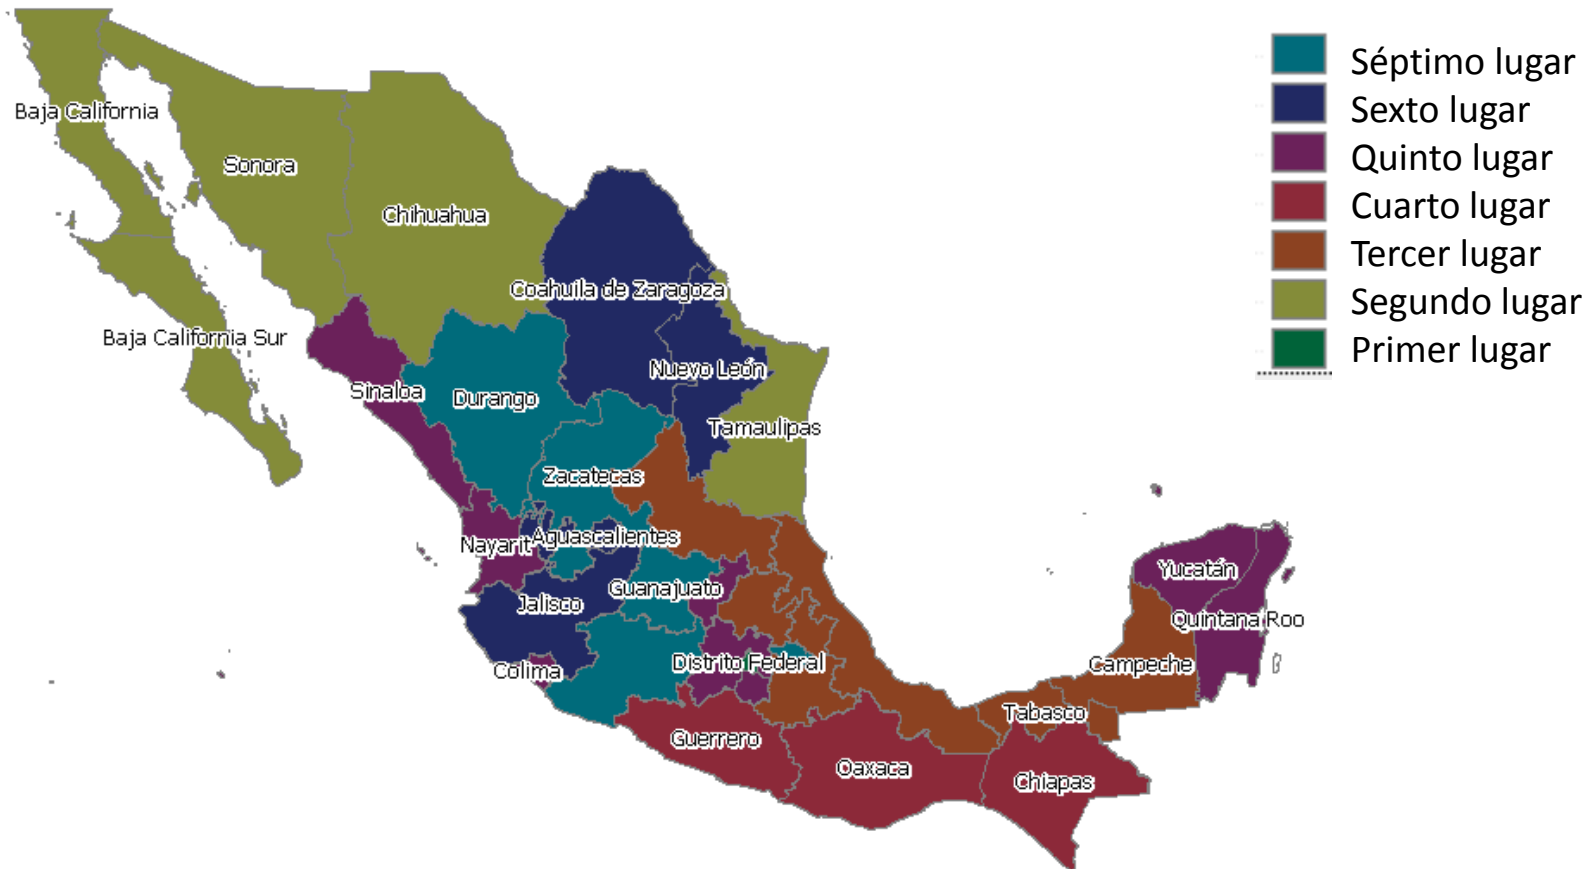 Séptimo lugar
Sexto lugar
Quinto lugar
Cuarto lugar
Tercer lugar
Segundo lugar
Primer lugar
Baja California
Sonora
Chihuahua
Coahuila de Zaragoza
Baja California Sur
Nuevo León
Sinaloa
Durango
Tamaulipas
Zacatecas
Nayarit
Aguascalientes
Yucatán
Guanajuato
Jalisco
Quintana Roo
Distrito Federal
Campeche
Colima
Tabasco
Guerrero
Oaxaca
Chiapas